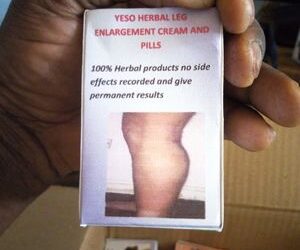 YESO HERBAL LEG
ENLARGEMENT CREAM AND
PILLS
100% Herbal products no side
effects recorded and give
permanent results